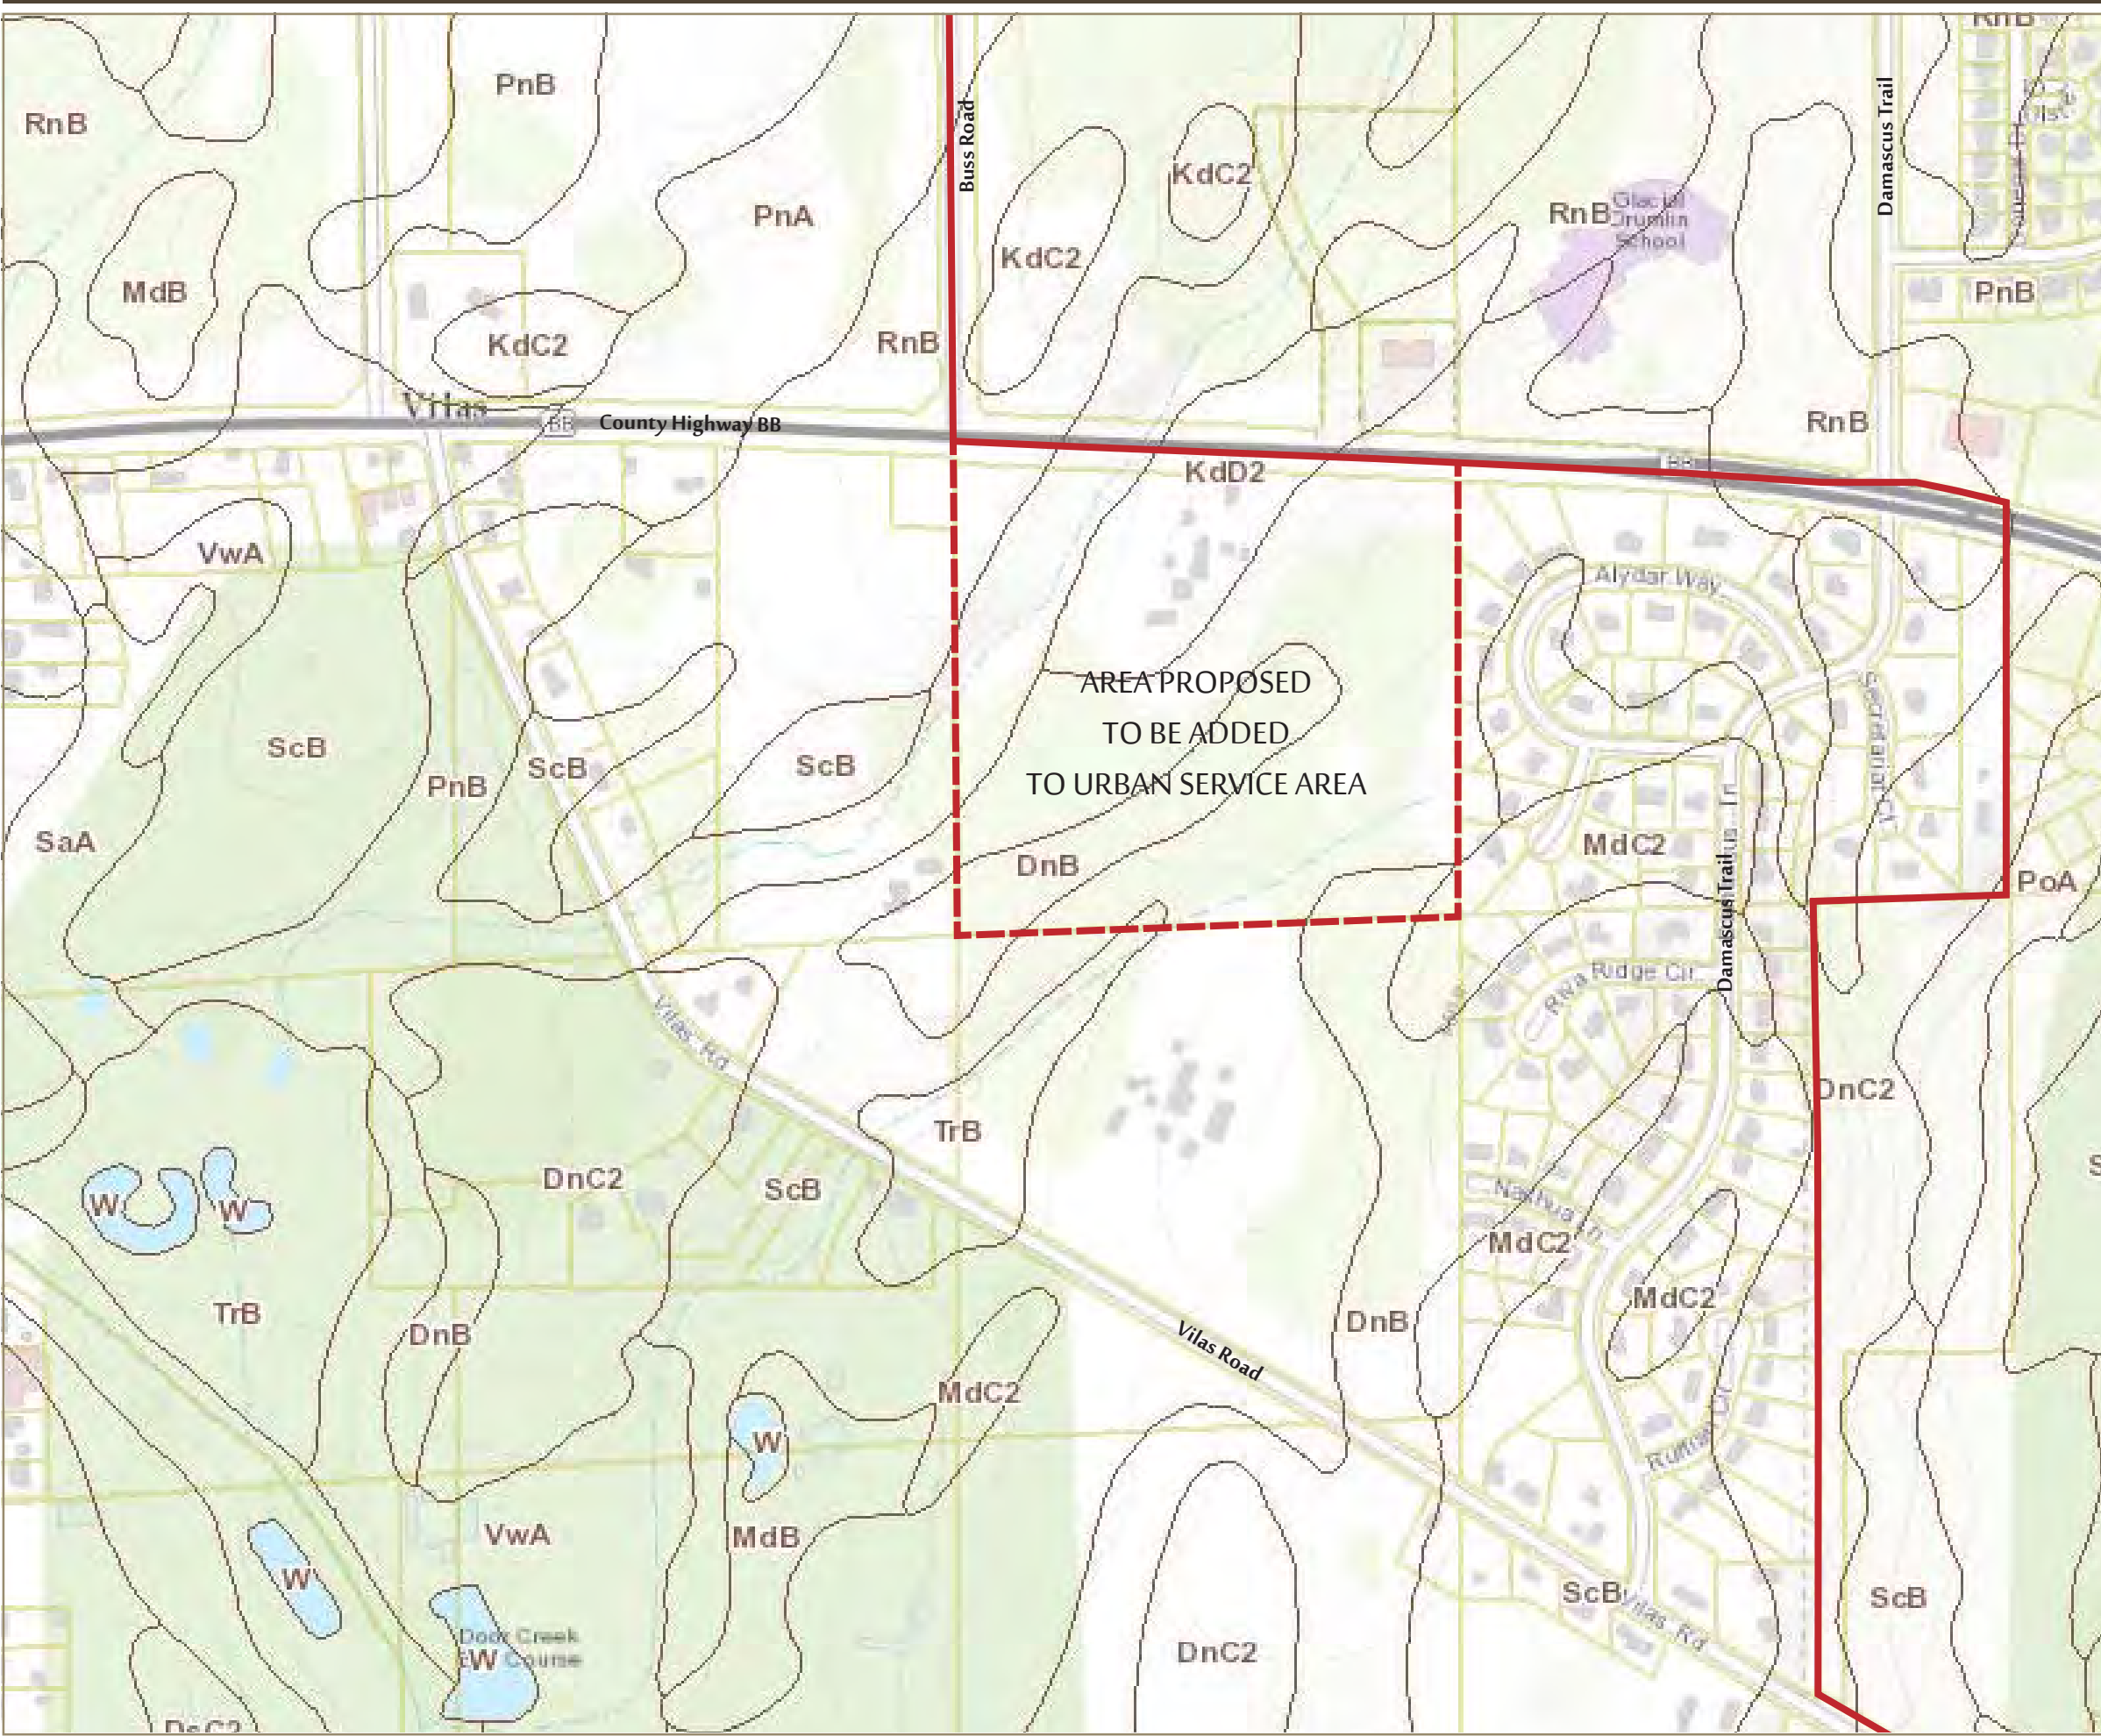 RnB
PnB
RnB
Buss Road
Damascus Trail
KdC2
RnB
Glacial
Drumlin
School
PnA
KdC2
MdB
PnB
KdC2
RnB
Vilas
BB
County Highway BB
RnB
BB
KdD2
VwA
Alydar Way
AREA PROPOSED
TO BE ADDED
TO URBAN SERVICE AREA
ScB
PnB
ScB
ScB
SaA
MdC2
DnB
Damascus Trail
PoA
Riva Ridge Cir
Vilas Rd
DnC2
TrB
DnC2
ScB
W
W
Nashua Ln
MdC2
MdC2
TrB
DnB
DnB
Vilas Road
MdC2
W
VwA
MdB
W
ScB
Vilas Rd
ScB
Door Creek
W
Course
DnC2